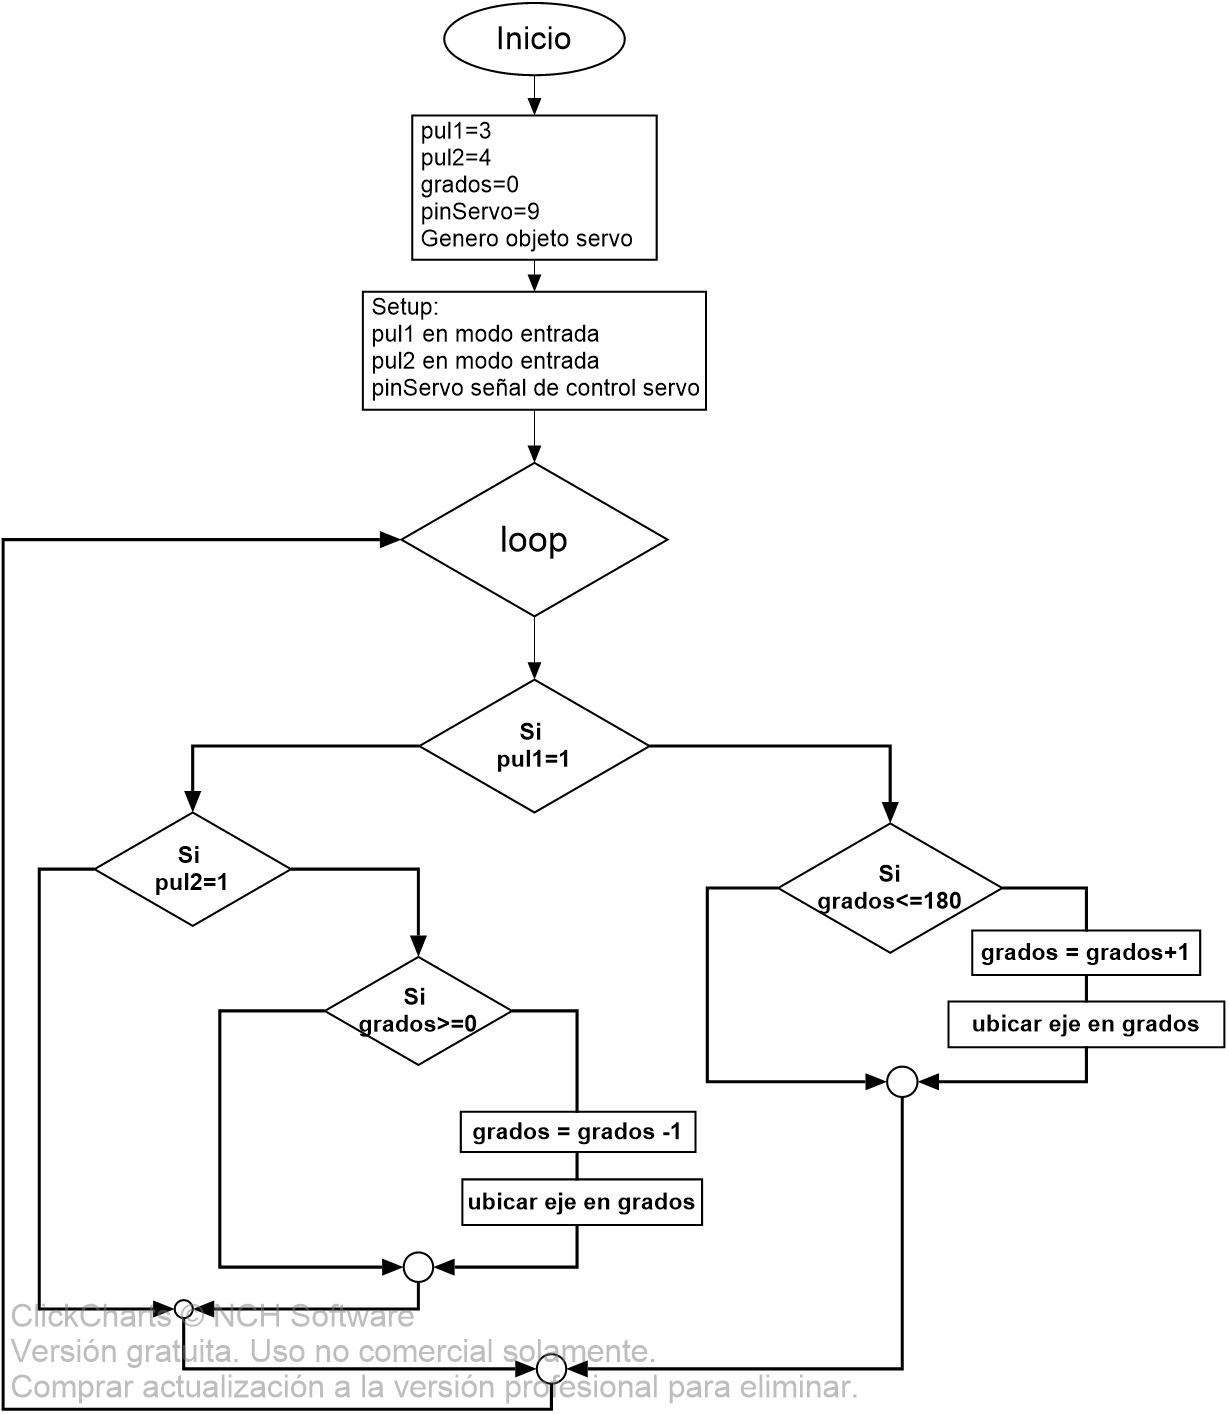 Inicio
pul1=3
pul2=4
grados=0
pinServo=9
Genero objeto servo
Setup:
pul1 en modo entrada
pul2 en modo entrada
pinServo señal de control servo
loop
Si
pul1=1
Si
pul2=1
Si
grados<=180
grados = grados+1
ubicar eje en grados
Si
grados>=0
grados = grados -1
ubicar eje en grados
ClickCharts © NCH Software
Versión gratuita. Uso no comercial solamente.
Comprar actualización a la versión profesional para eliminar.